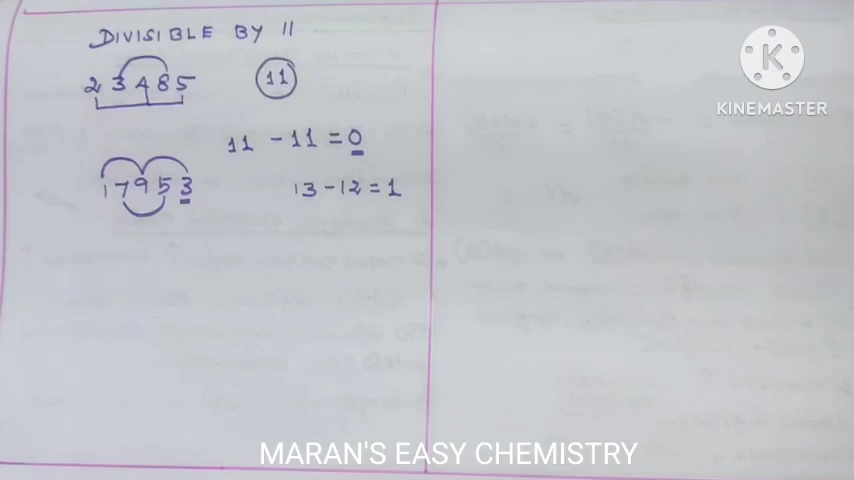 DIVISIBLE BY 11
23485
11
11 - 11 = 0
17953
13 - 12 = 1
K
KINEMASTER
MARAN'S EASY CHEMISTRY